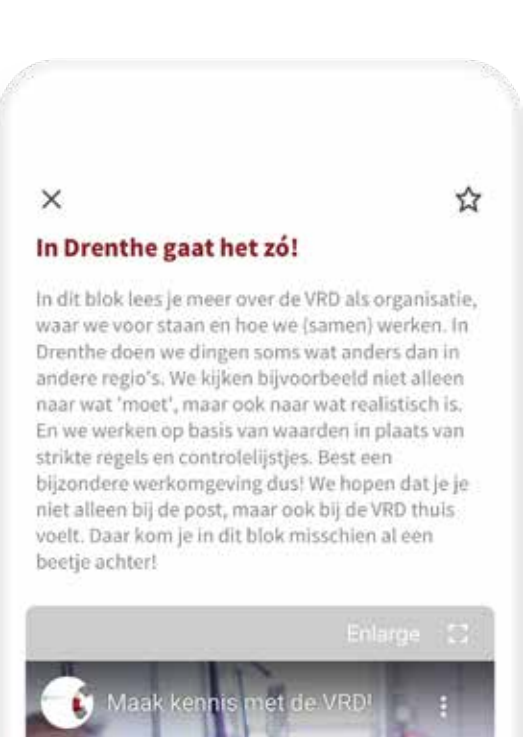 In Drenthe gaat het zó!
In dit blok lees je meer over de VRD als organisatie,
waar we voor staan en hoe we (samen) werken. In
Drenthe doen we dingen soms wat anders dan in
andere regio's. We kijken bijvoorbeeld niet alleen
naar wat 'moet', maar ook naar wat realistisch is.
En we werken op basis van waarden in plaats van
strikte regels en controlelijstjes. Best een
bijzondere werkomgeving dus! We hopen dat je je
niet alleen bij de post, maar ook bij de VRD thuis
voelt. Daar kom je in dit blok misschien al een
beetje achter!
Enlarge
Maak kennis met de VRD!